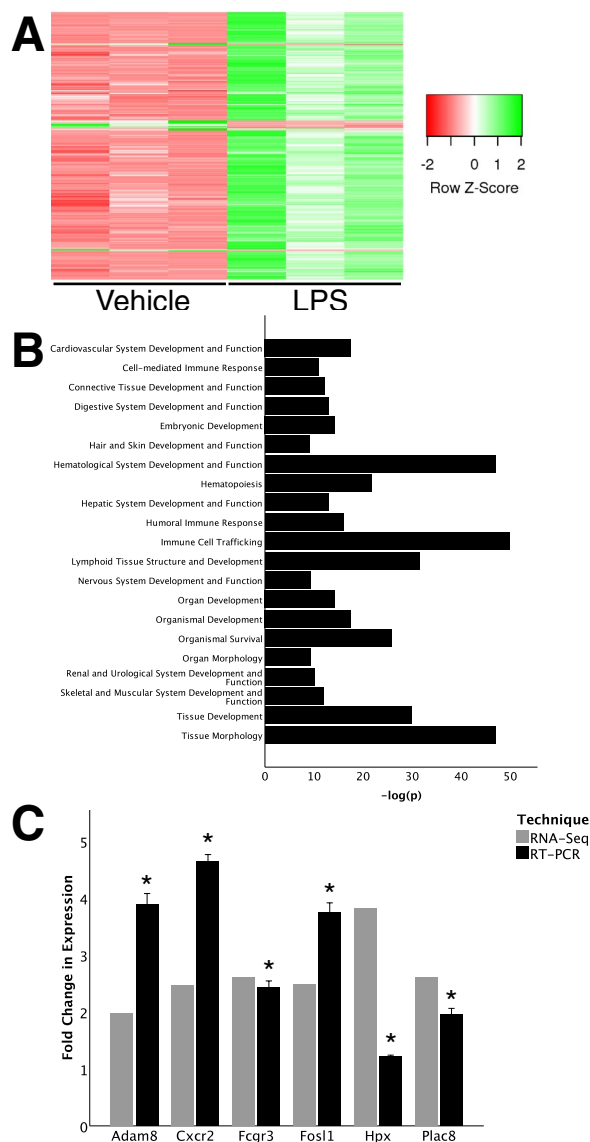 A
-2
0
1
2
Row Z-Score
Vehicle
LPS
B
Cardiovascular System Development and Function
Cell-mediated Immune Response
Connective Tissue Development and Function
Digestive System Development and Function
Embryonic Development
Hair and Skin Development and Function
Hematological System Development and Function
Hematopoiesis
Hepatic System Development and Function
Humoral Immune Response
Immune Cell Trafficking
Lymphoid Tissue Structure and Development
Nervous System Development and Function
Organ Development
Organismal Development
Organismal Survival
Organ Morphology
Renal and Urological System Development and
Function
Skeletal and Muscular System Development and
Function
Tissue Development
Tissue Morphology
0 10 20 30 40 50
-log(p)
C
Technique
RNA-Seq
RT-PCR
Fold Change in Expression
5
4
3
2
1
0
* * * * * *
Adam8 Cxcr2 Fcgr3 Fosl1 Hpx Plac8